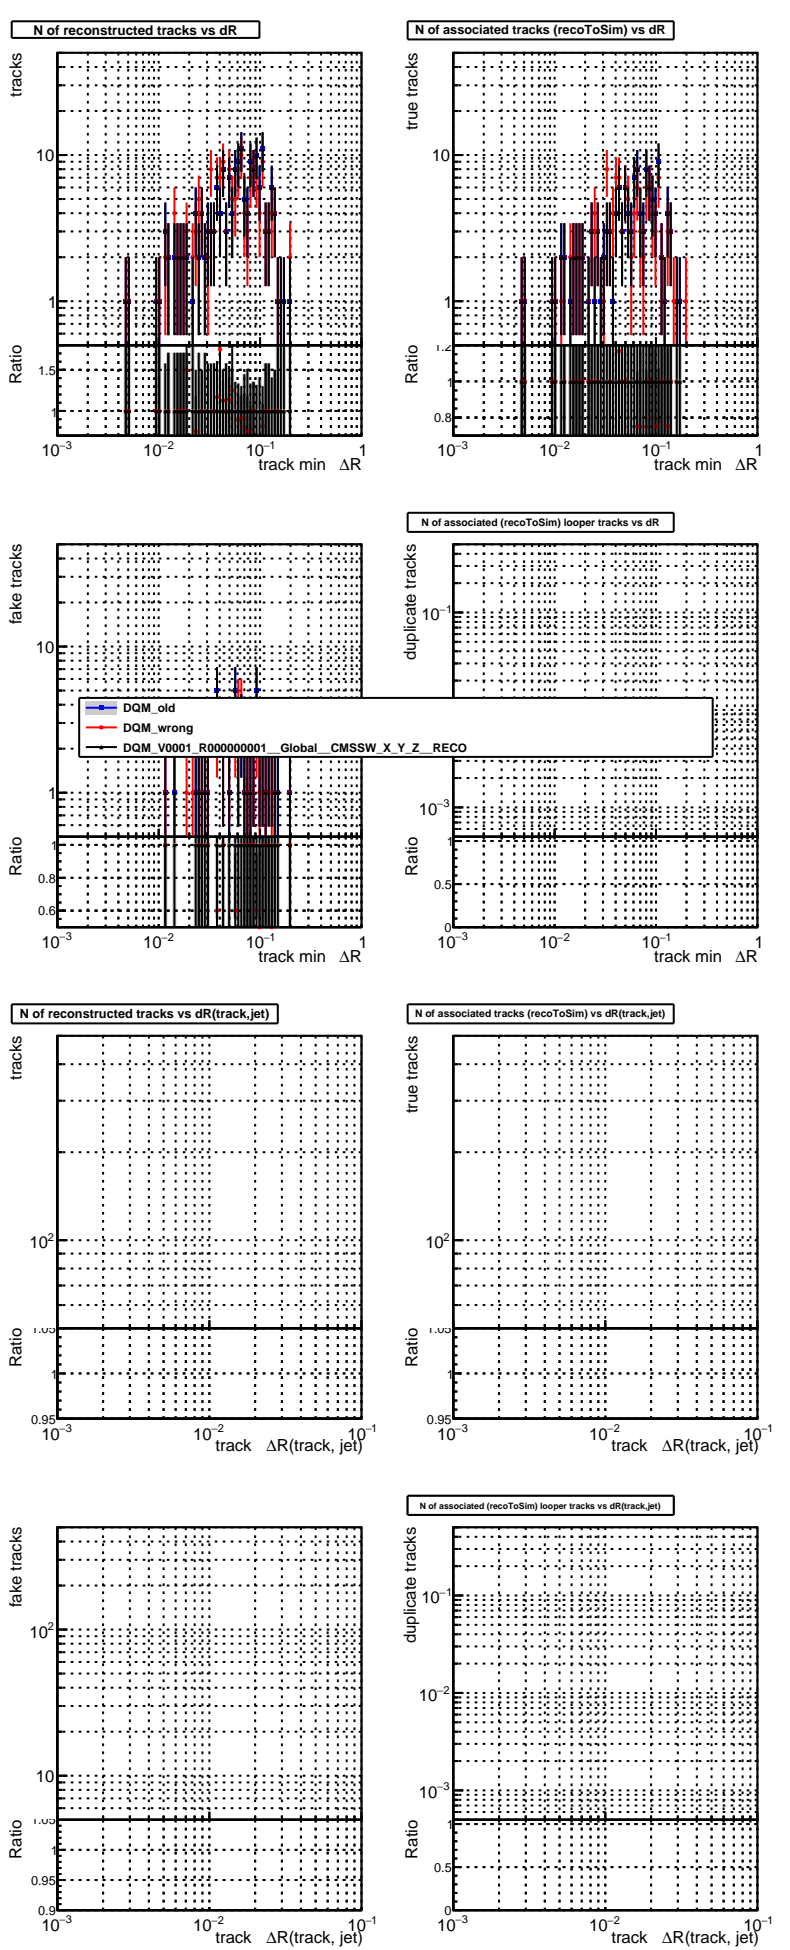 N of reconstructed tracks vs dR
tracks
10
1
Ratio
1.5
1
10⁻³ 10⁻² 10⁻¹ 1
track min ΔR
N of associated tracks (recoToSim) vs dR
true tracks
10
1
Ratio
1.2
1
0.8
10⁻³ 10⁻² 10⁻¹ 1
track min ΔR
fake tracks
10
1
Ratio
1
0.8
0.6
10⁻³ 10⁻² 10⁻¹ 1
track min ΔR
N of associated (recoToSim) looper tracks vs dR
duplicate tracks
10⁻¹
10⁻³
Ratio
1
0.5
0
10⁻³ 10⁻² 10⁻¹ 1
track min ΔR
DQM_old
DQM_wrong
DQM_V0001_R000000001__Global__CMSSW_X_Y_Z__RECO
N of reconstructed tracks vs dR(track,jet)
tracks
10²
Ratio
1.05
1
0.95
10⁻³ 10⁻² 10⁻¹
track ΔR(track, jet)
N of associated tracks (recoToSim) vs dR(track,jet)
true tracks
10²
Ratio
1.05
1
0.95
10⁻³ 10⁻² 10⁻¹
track ΔR(track, jet)
fake tracks
10²
10
Ratio
1.05
1
0.95
0.9
10⁻³ 10⁻² 10⁻¹
track ΔR(track, jet)
N of associated (recoToSim) looper tracks vs dR(track,jet)
duplicate tracks
10⁻¹
10⁻²
10⁻³
Ratio
1
0.5
0
10⁻³ 10⁻² 10⁻¹
track ΔR(track, jet)